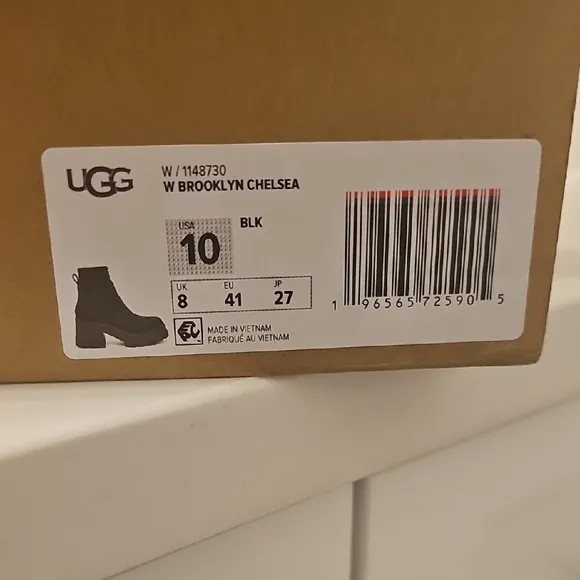 UGG
W / 1148730
W BROOKLYN CHELSEA
USA
10
BLK
UK EU JP
8 41 27
MADE IN VIETNAM
FABRIQUÉ AU VIETNAM
1 96565 72590 5